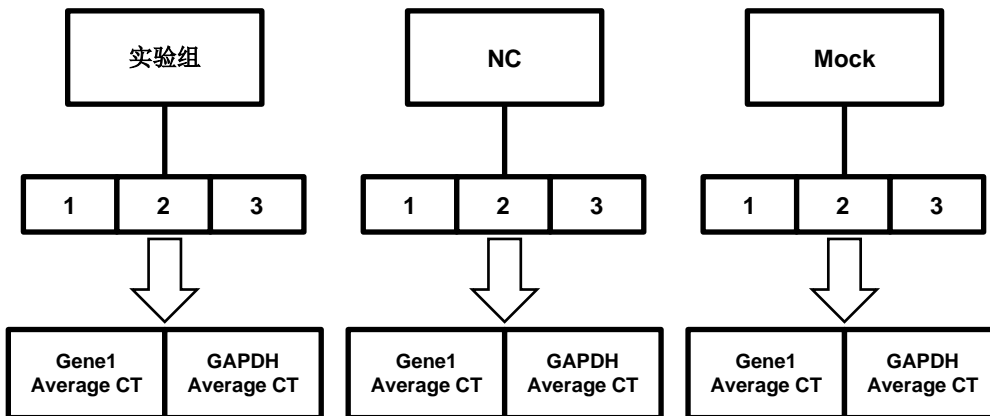 实验组
NC
Mock
1 2 3
1 2 3
1 2 3
Gene1
Average CT
GAPDH
Average CT
Gene1
Average CT
GAPDH
Average CT
Gene1
Average CT
GAPDH
Average CT